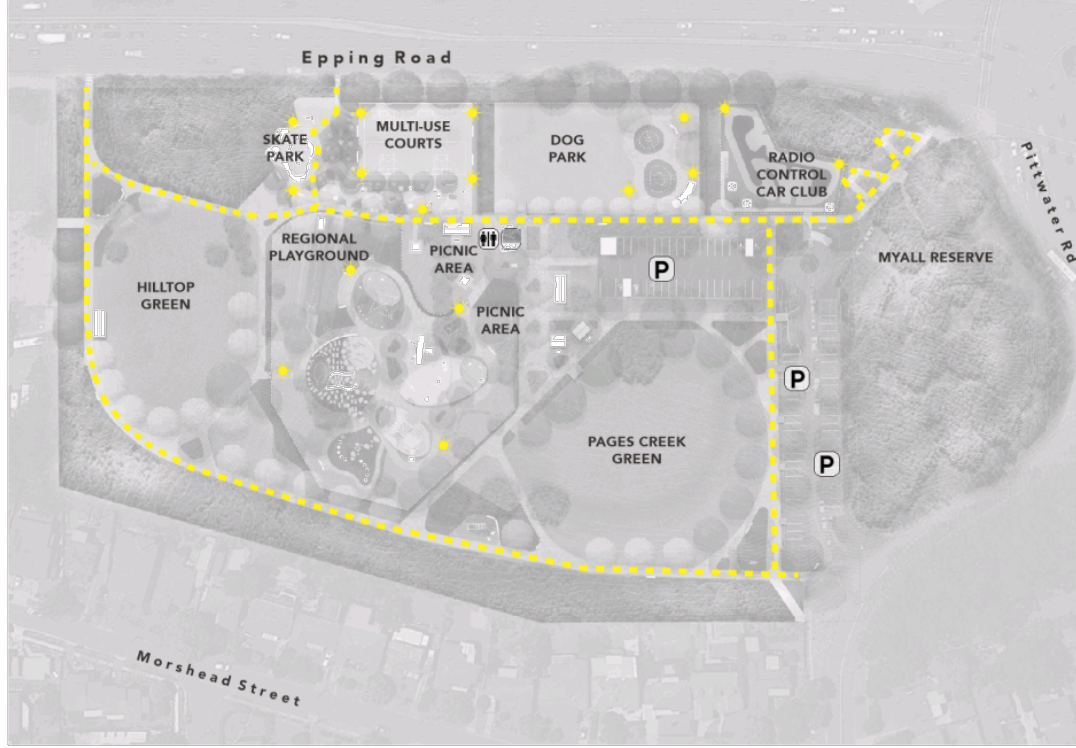 Epping Road
SKATE
PARK
MULTI-USE
COURTS
DOG
PARK
RADIO
CONTROL
CAR CLUB
Pittwater Rd
REGIONAL
PLAYGROUND
PICNIC
AREA
P
MYALL RESERVE
HILLTOP
GREEN
PICNIC
AREA
P
PAGES CREEK
GREEN
P
Morshead Street